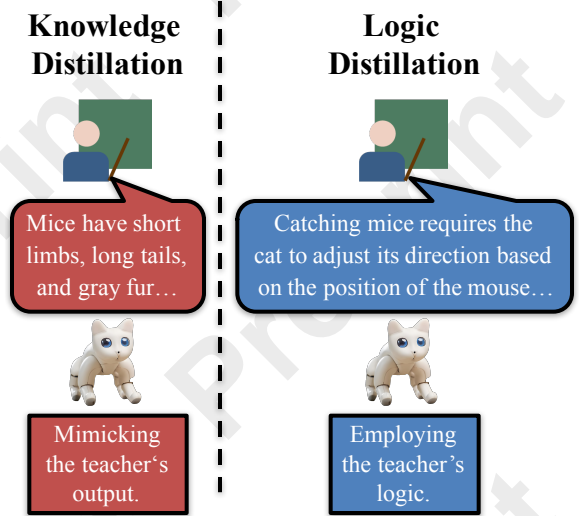 Knowledge
Distillation
Mice have short
limbs, long tails,
and gray fur…
Mimicking
the teacher‘s
output.
Logic
Distillation
Catching mice requires the
cat to adjust its direction based
on the position of the mouse…
Employing
the teacher’s
logic.
Preprint